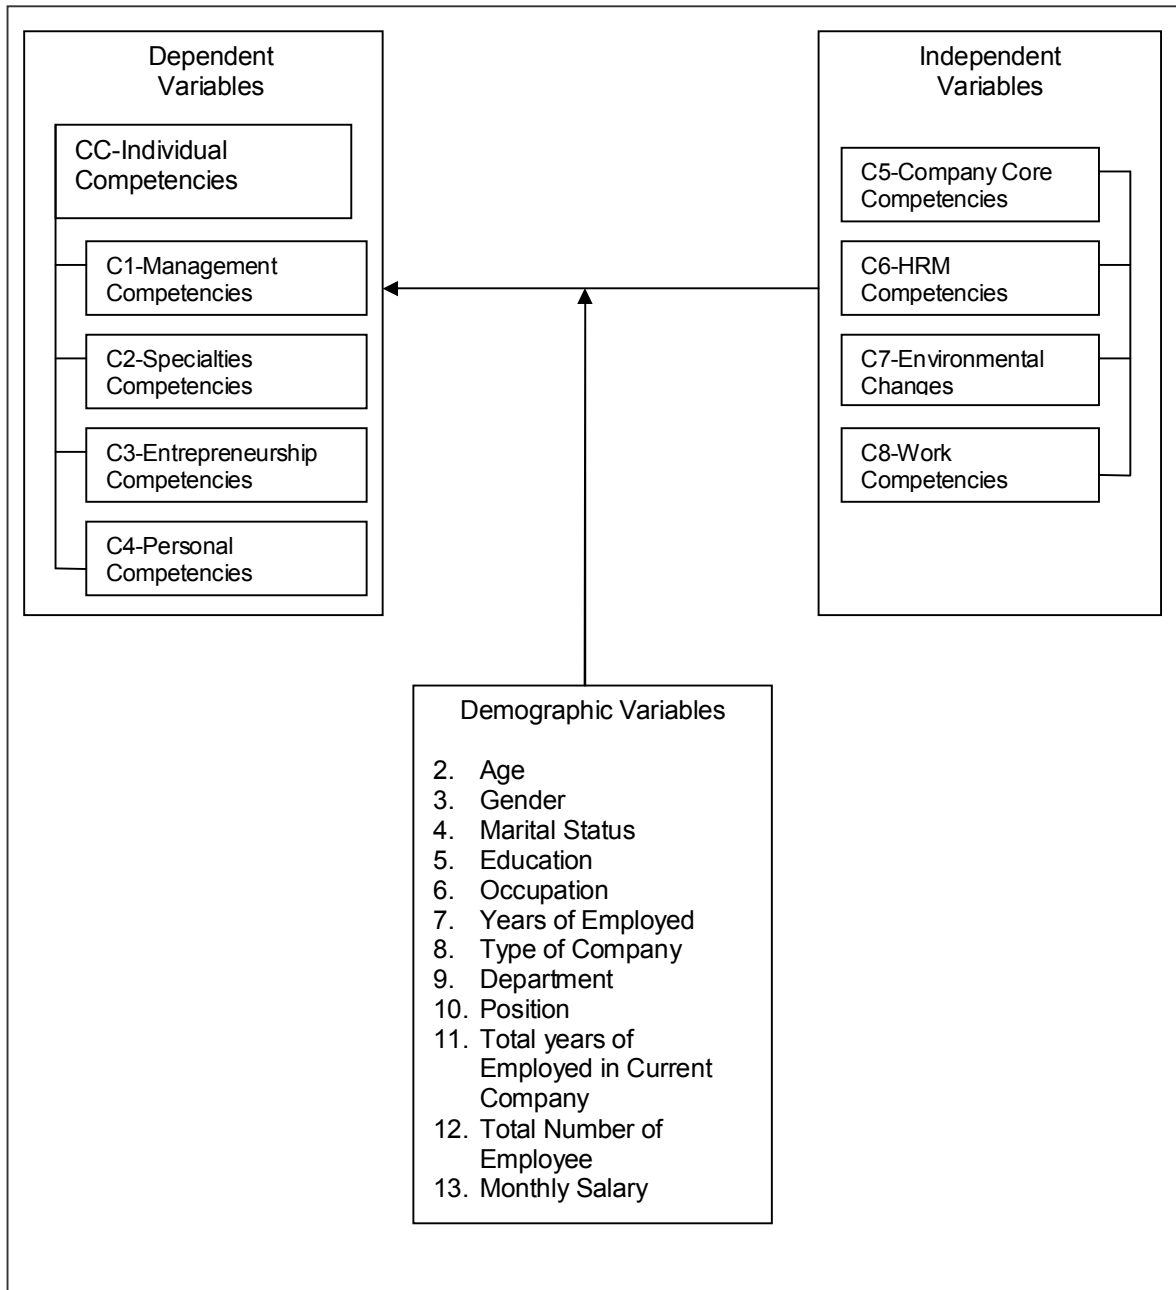 Dependent
Variables
CC-Individual
Competencies
C1-Management
Competencies
C2-Specialties
Competencies
C3-Entrepreneurship
Competencies
C4-Personal
Competencies
Independent
Variables
C5-Company Core
Competencies
C6-HRM
Competencies
C7-Environmental
Changes
C8-Work
Competencies
Demographic Variables
2. Age
3. Gender
4. Marital Status
5. Education
6. Occupation
7. Years of Employed
8. Type of Company
9. Department
10. Position
11. Total years of
Employed in Current
Company
12. Total Number of
Employee
13. Monthly Salary